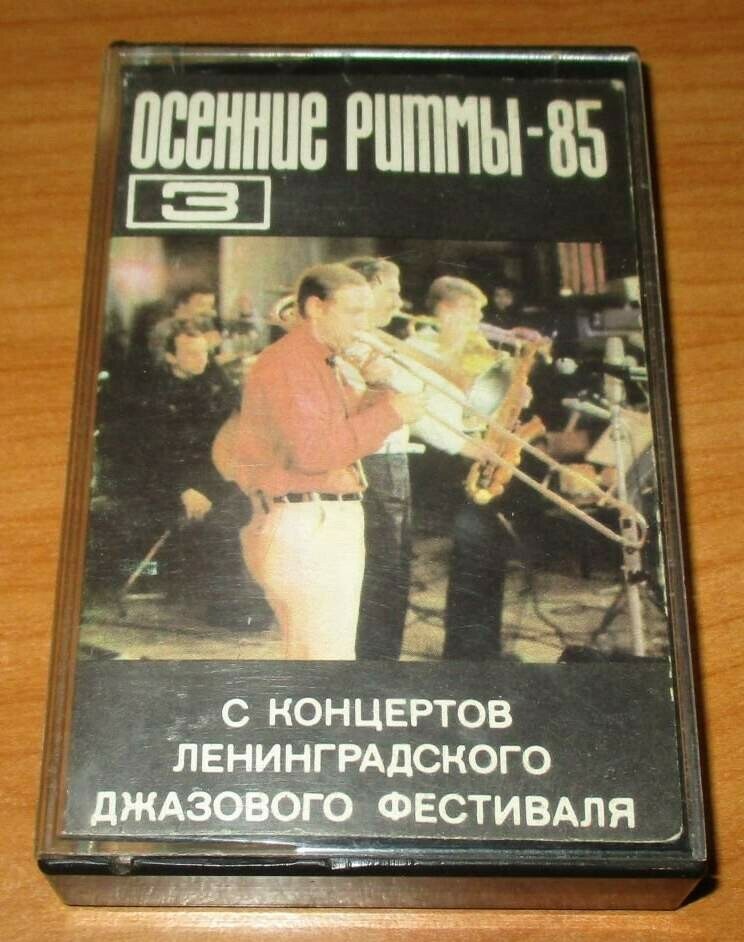 Осенние ритмы-85
3
С КОНЦЕРТОВ
ЛЕНИНГРАДСКОГО
ДЖАЗОВОГО ФЕСТИВАЛЯ